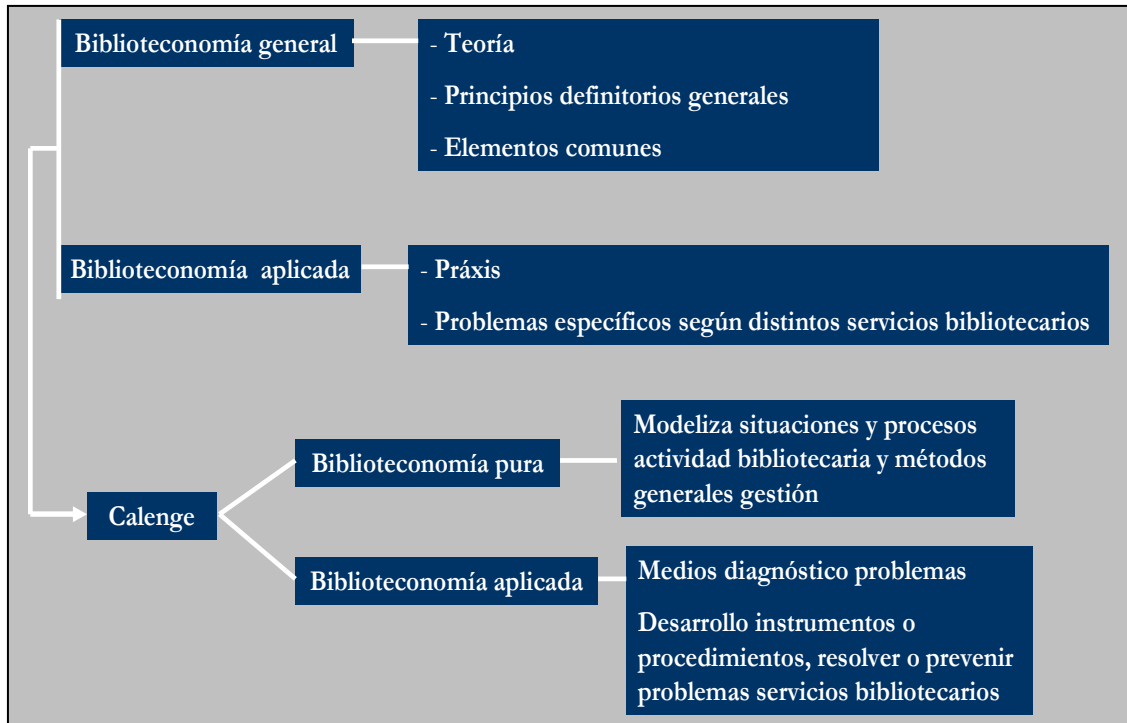 Biblioteconomía general
- Teoría
- Principios definitorios generales
- Elementos comunes
Biblioteconomía aplicada
- Práxis
- Problemas específicos según distintos servicios bibliotecarios
Calenge
Biblioteconomía pura
Modeliza situaciones y procesos
actividad bibliotecaria y métodos
generales gestión
Biblioteconomía aplicada
Medios diagnóstico problemas
Desarrollo instrumentos o
procedimientos, resolver o prevenir
problemas servicios bibliotecarios